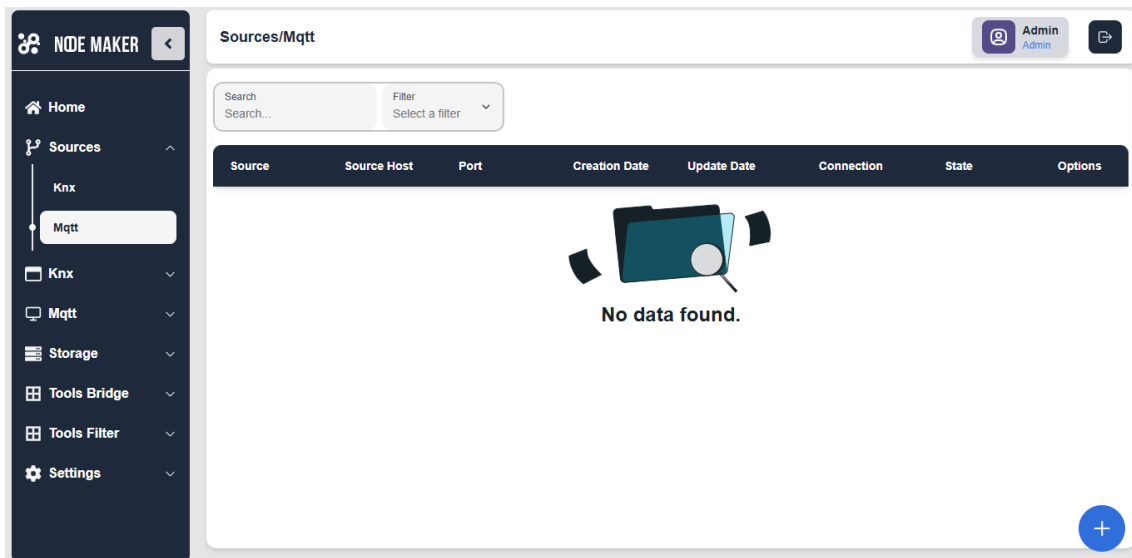 NODE MAKER
Home
Sources
Knx
Mqtt
Knx
Mqtt
Storage
Tools Bridge
Tools Filter
Settings
Sources/Mqtt
Admin
Admin
Search
Search...
Filter
Select a filter
Source Source Host Port Creation Date Update Date Connection State Options
No data found.